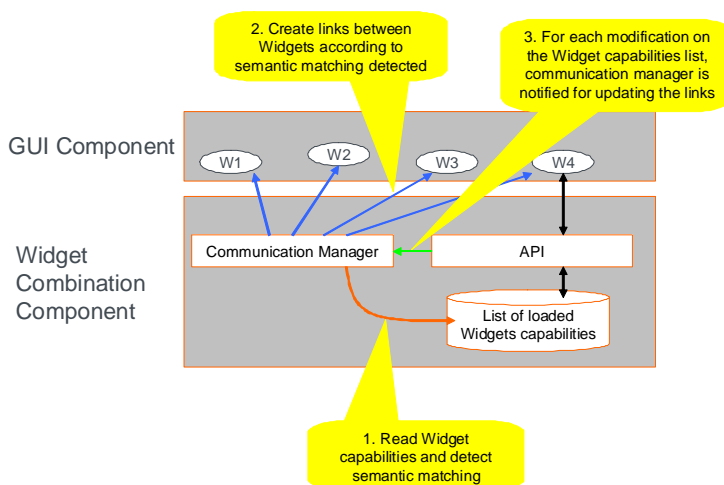 2. Create links between
Widgets according to
semantic matching detected
3. For each modification on
the Widget capabilities list,
communication manager is
notified for updating the links
GUI Component
W1
W2
W3
W4
Widget
Combination
Component
Communication Manager
API
List of loaded
Widgets capabilities
1. Read Widget
capabilities and detect
semantic matching